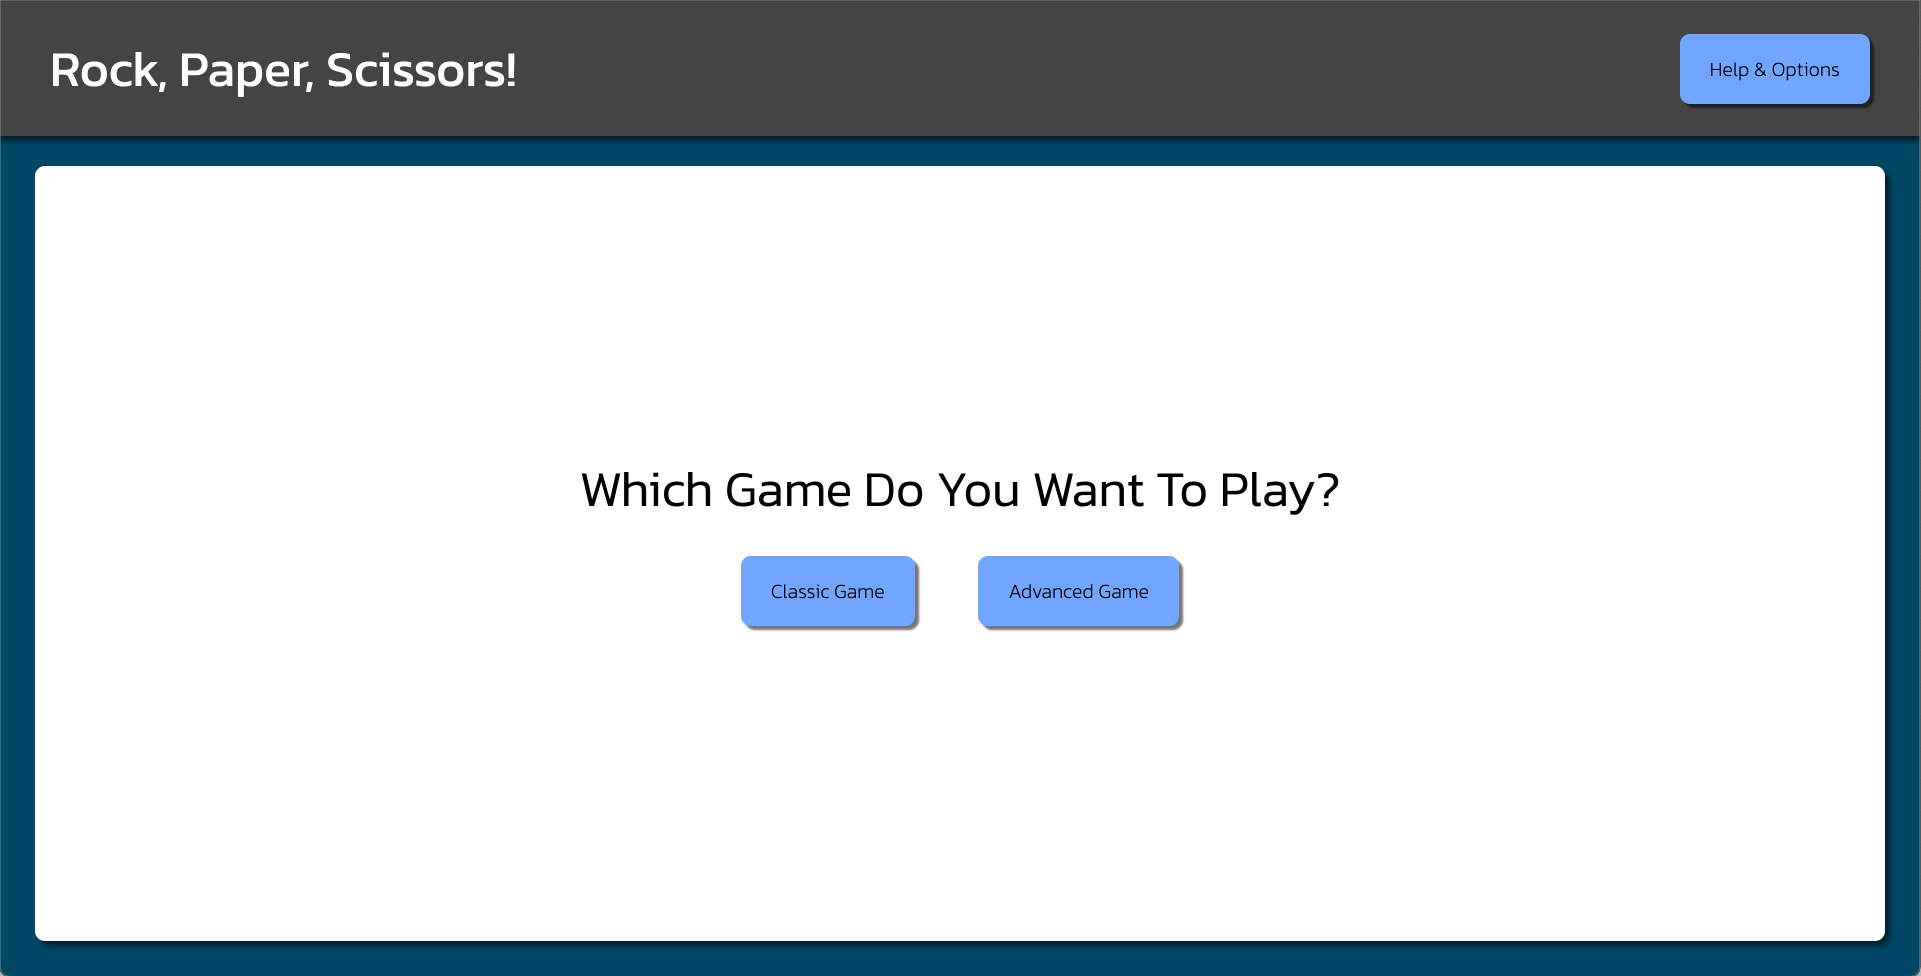 Rock, Paper, Scissors!
Help & Options
Which Game Do You Want To Play?
Classic Game
Advanced Game